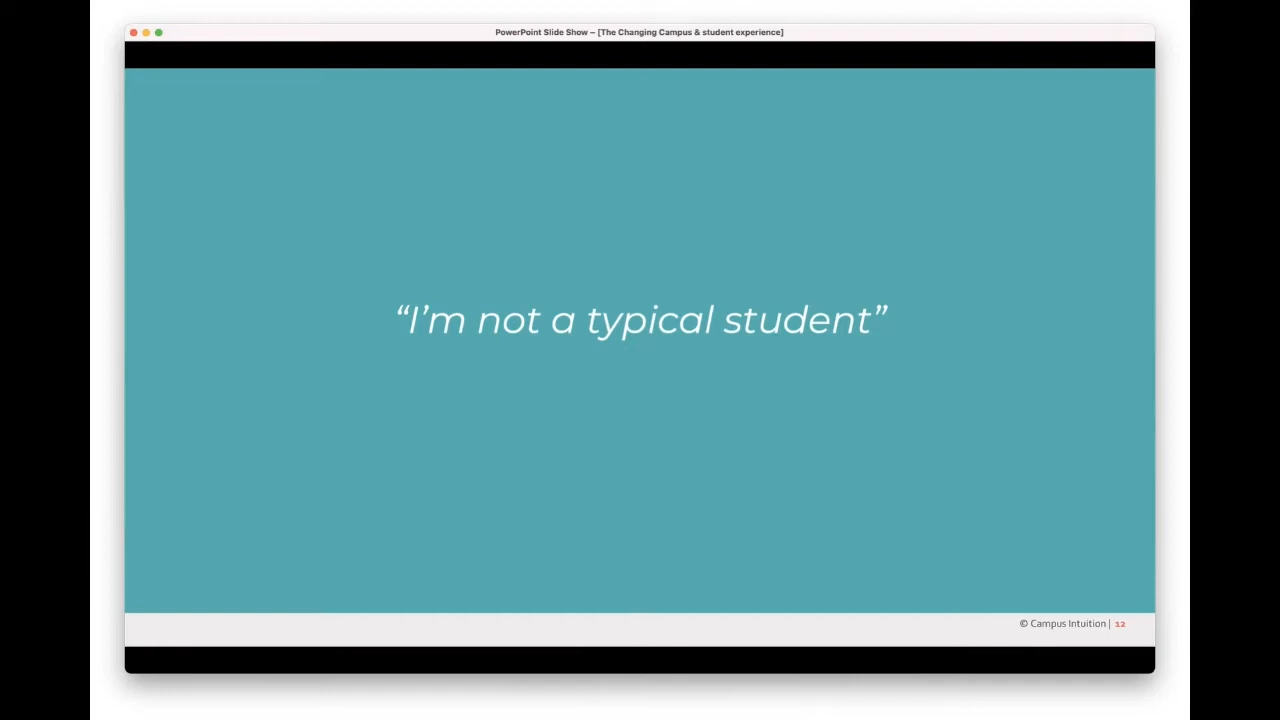 PowerPoint Slide Show – [The Changing Campus & student experience]
“I’m not a typical student”
© Campus Intuition | 12